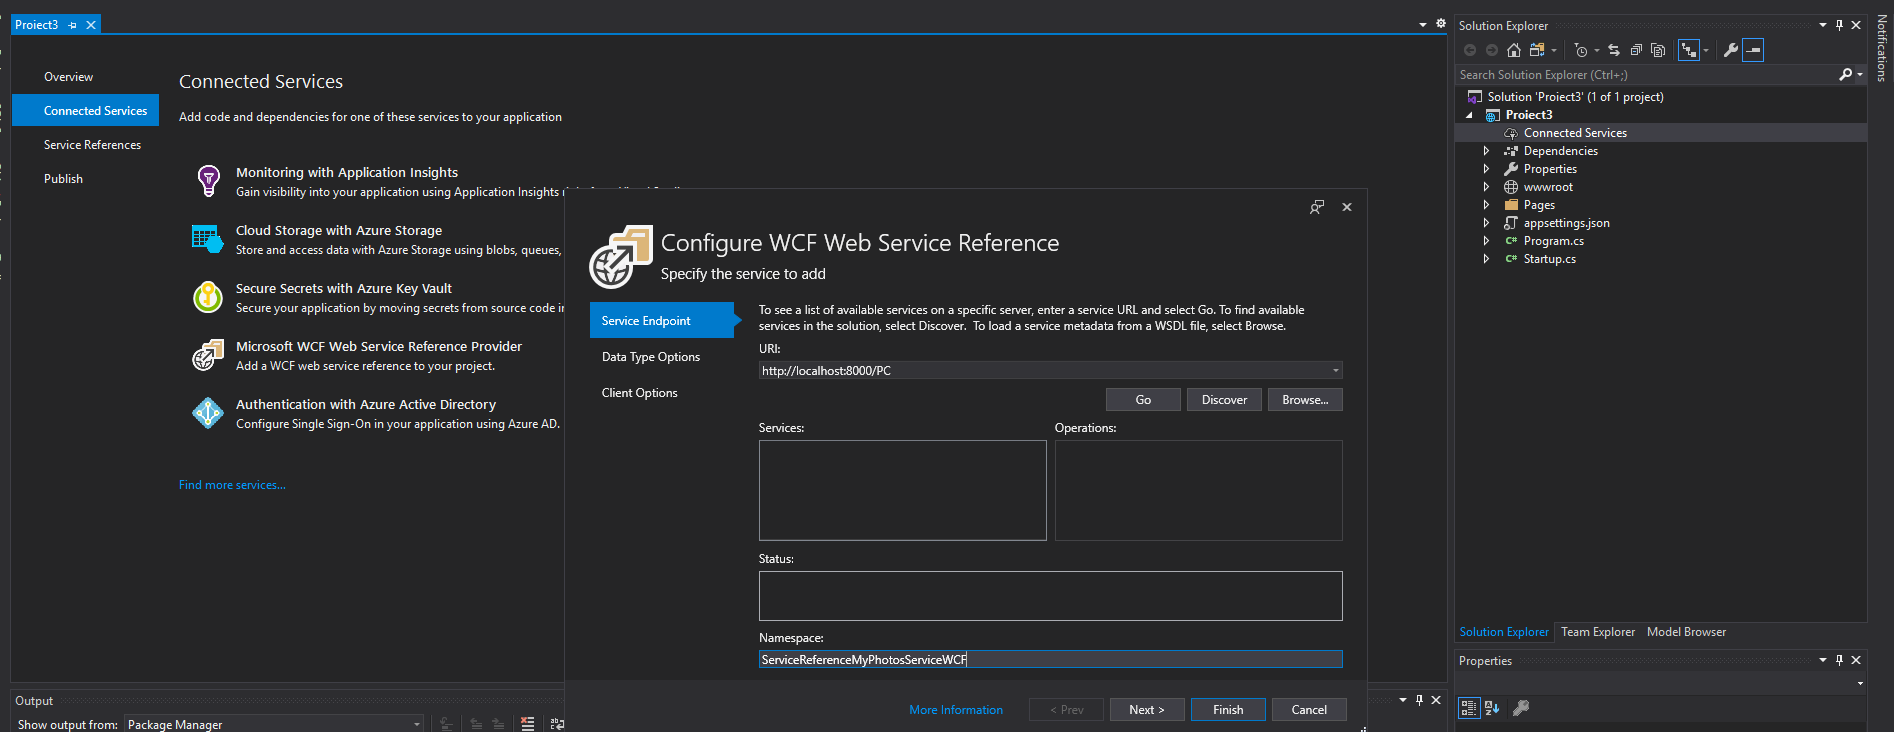 Proiect3
Overview
Connected Services
Service References
Publish
Connected Services
Add code and dependencies for one of these services to your application
Monitoring with Application Insights
Gain visibility into your application using Application Insights
Cloud Storage with Azure Storage
Store and access data with Azure Storage using blobs, queues,
Secure Secrets with Azure Key Vault
Secure your application by moving secrets from source code in
Microsoft WCF Web Service Reference Provider
Add a WCF web service reference to your project.
Authentication with Azure Active Directory
Configure Single Sign-On in your application using Azure AD.
Find more services...
Configure WCF Web Service Reference
Specify the service to add
Service Endpoint
Data Type Options
Client Options
To see a list of available services on a specific server, enter a service URL and select Go. To find available
services in the solution, select Discover. To load a service metadata from a WSDL file, select Browse.
URI:
http://localhost:8000/PC
Go
Discover
Browse...
Services:
Operations:
Status:
Namespace:
ServiceReferenceMyPhotosServiceWCF
More Information
< Prev
Next >
Finish
Cancel
Output
Show output from:
Package Manager
Solution Explorer
Search Solution Explorer (Ctrl+;)
Solution 'Proiect3' (1 of 1 project)
Proiect3
Connected Services
Dependencies
Properties
wwwroot
Pages
appsettings.json
C# Program.cs
C# Startup.cs
Solution Explorer
Team Explorer
Model Browser
Properties
Notifications